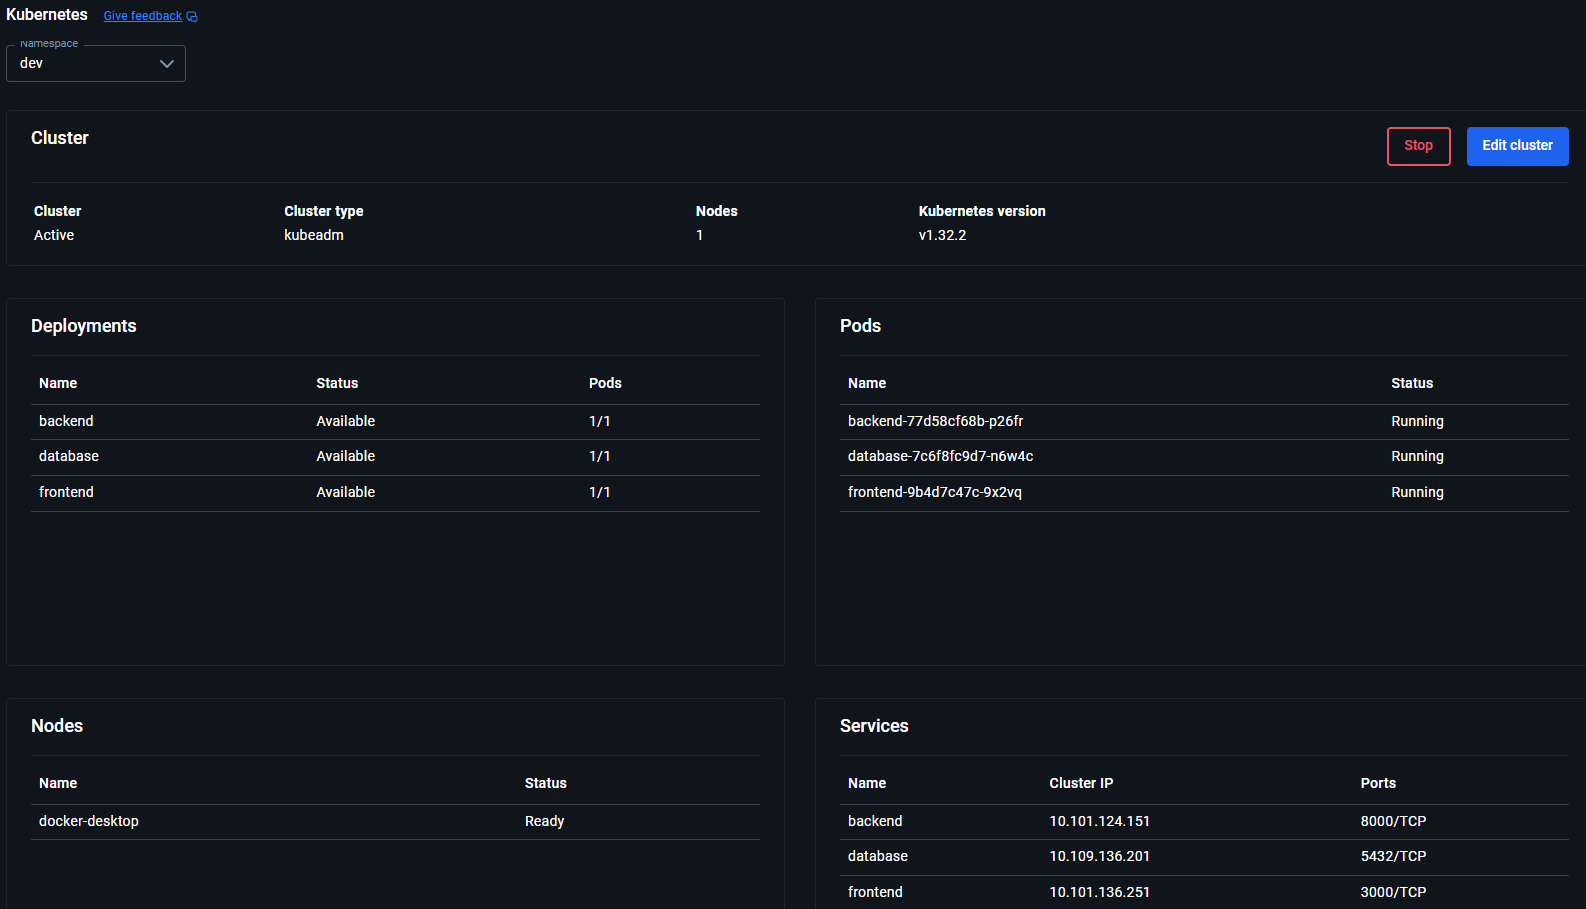 Kubernetes Give feedback
Namespace
dev
Cluster
Stop Edit cluster
Cluster Cluster type Nodes Kubernetes version
Active kubeadm 1 v1.32.2
Deployments
Name Status Pods
backend Available 1/1
database Available 1/1
frontend Available 1/1
Pods
Name Status
backend-77d58cf68b-p26fr Running
database-7c6f8fc9d7-n6w4c Running
frontend-9b4d7c47c-9x2vq Running
Nodes
Name Status
docker-desktop Ready
Services
Name Cluster IP Ports
backend 10.101.124.151 8000/TCP
database 10.109.136.201 5432/TCP
frontend 10.101.136.251 3000/TCP